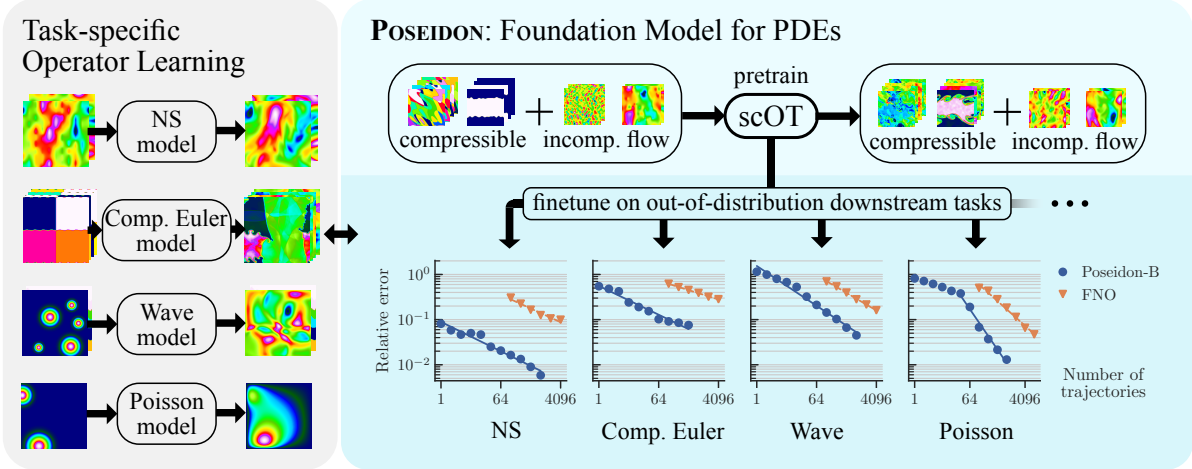 Task-specific
Operator Learning
NS
model
Comp. Euler
model
Wave
model
Poisson
model
POSEIDON: Foundation Model for PDEs
compressible
+
incomp. flow
pretrain
scOT
compressible
+
incomp. flow
finetune on out-of-distribution downstream tasks
...
Relative error
10⁰
10⁻¹
10⁻²
1
64
4096
NS
1
64
4096
Comp. Euler
1
64
4096
Wave
1
64
4096
Poisson
Poseidon-B
FNO
Number of
trajectories